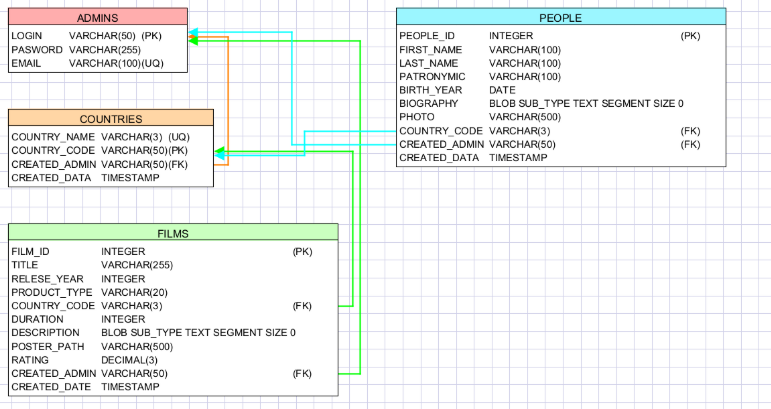 ADMINS
LOGIN VARCHAR(50) (PK)
PASWORD VARCHAR(255)
EMAIL VARCHAR(100)(UQ)
COUNTRIES
COUNTRY_NAME VARCHAR(3) (UQ)
COUNTRY_CODE VARCHAR(50)(PK)
CREATED_ADMIN VARCHAR(50)(FK)
CREATED_DATA TIMESTAMP
FILMS
FILM_ID INTEGER (PK)
TITLE VARCHAR(255)
RELESE_YEAR INTEGER
PRODUCT_TYPE VARCHAR(20)
COUNTRY_CODE VARCHAR(3) (FK)
DURATION INTEGER
DESCRIPTION BLOB SUB_TYPE TEXT SEGMENT SIZE 0
POSTER_PATH VARCHAR(500)
RATING DECIMAL(3)
CREATED_ADMIN VARCHAR(50) (FK)
CREATED_DATE TIMESTAMP
PEOPLE
PEOPLE_ID INTEGER (PK)
FIRST_NAME VARCHAR(100)
LAST_NAME VARCHAR(100)
PATRONYMIC VARCHAR(100)
BIRTH_YEAR DATE
BIOGRAPHY BLOB SUB_TYPE TEXT SEGMENT SIZE 0
PHOTO VARCHAR(500)
COUNTRY_CODE VARCHAR(3) (FK)
CREATED_ADMIN VARCHAR(50) (FK)
CREATED_DATA TIMESTAMP